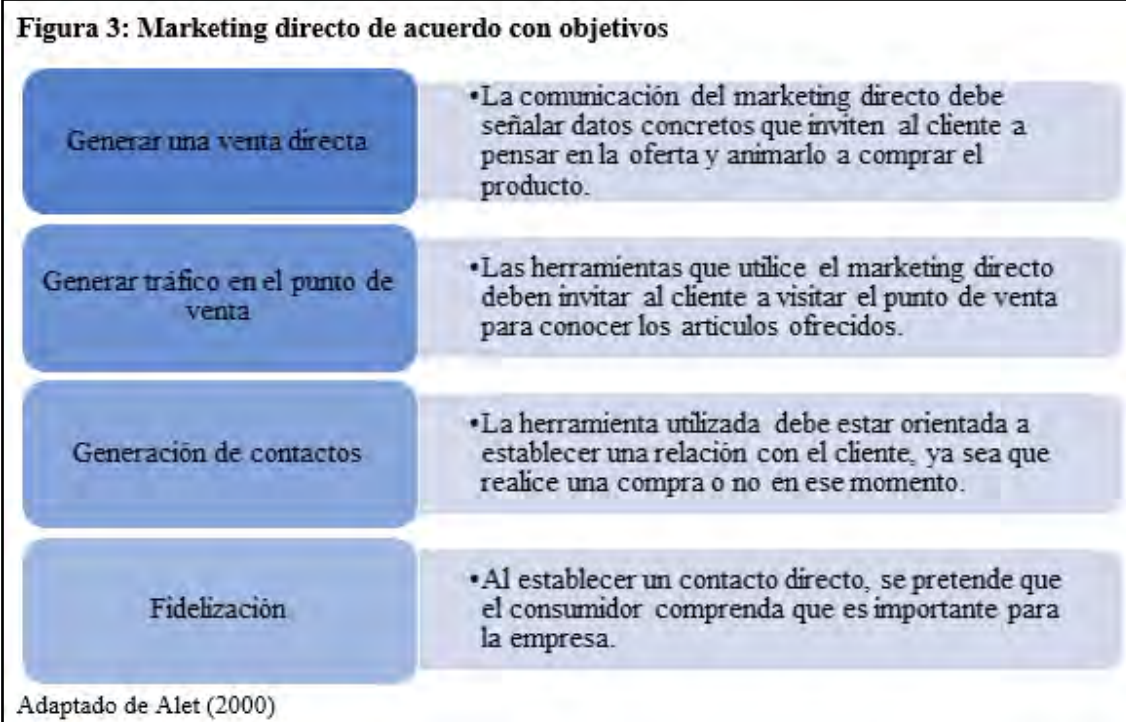 Figura 3: Marketing directo de acuerdo con objetivos
Generar una venta directa
•La comunicación del marketing directo debe
señalar datos concretos que inviten al cliente a
pensar en la oferta y animarlo a comprar el
producto.
Generar tráfico en el punto de
venta
•Las herramientas que utilice el marketing directo
deben invitar al cliente a visitar el punto de venta
para conocer los artículos ofrecidos.
Generación de contactos
•La herramienta utilizada debe estar orientada a
establecer una relación con el cliente, ya sea que
realice una compra o no en ese momento.
Fidelización
•Al establecer un contacto directo, se pretende que
el consumidor comprenda que es importante para
la empresa.
Adaptado de Alet (2000)